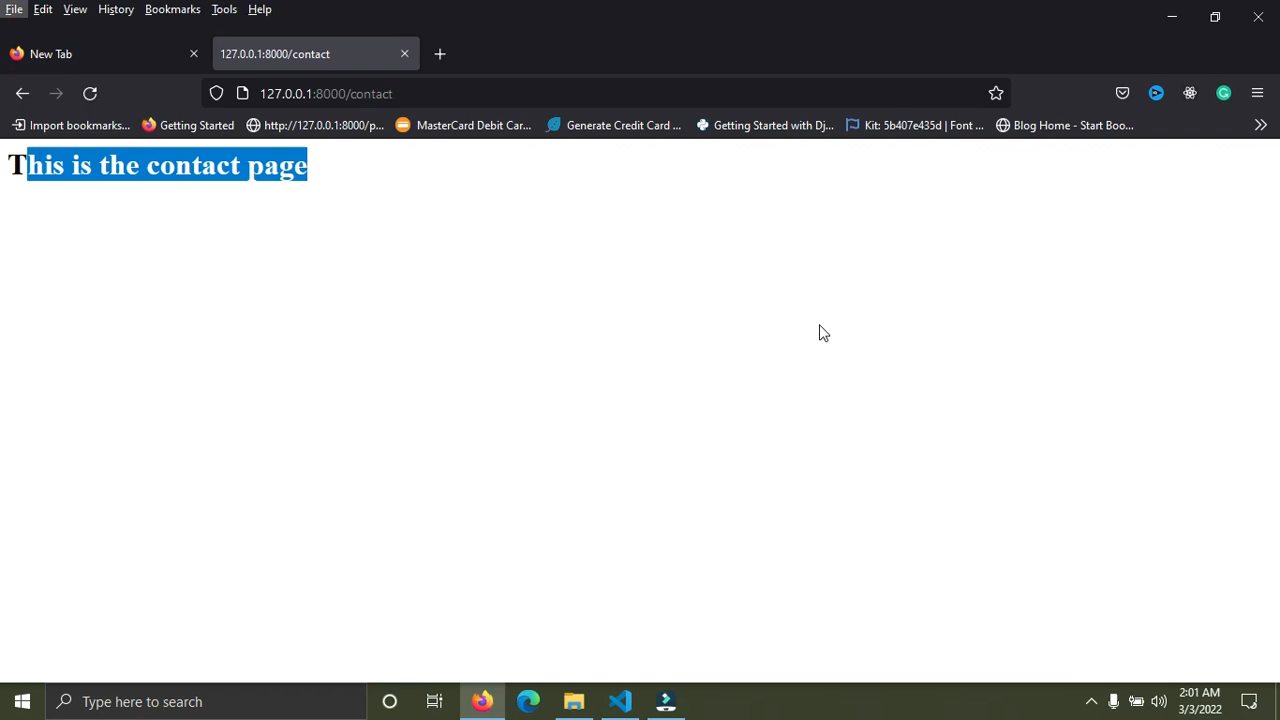 File Edit View History Bookmarks Tools Help
New Tab 127.0.0.1:8000/contact
127.0.0.1:8000/contact
Import bookmarks... Getting Started http://127.0.0.1:8000/p... MasterCard Debit Car... Generate Credit Card ... Getting Started with Dj... Kit: 5b407e435d | Font ... Blog Home - Start Boo...
This is the contact page
Type here to search
2:01 AM
3/3/2022